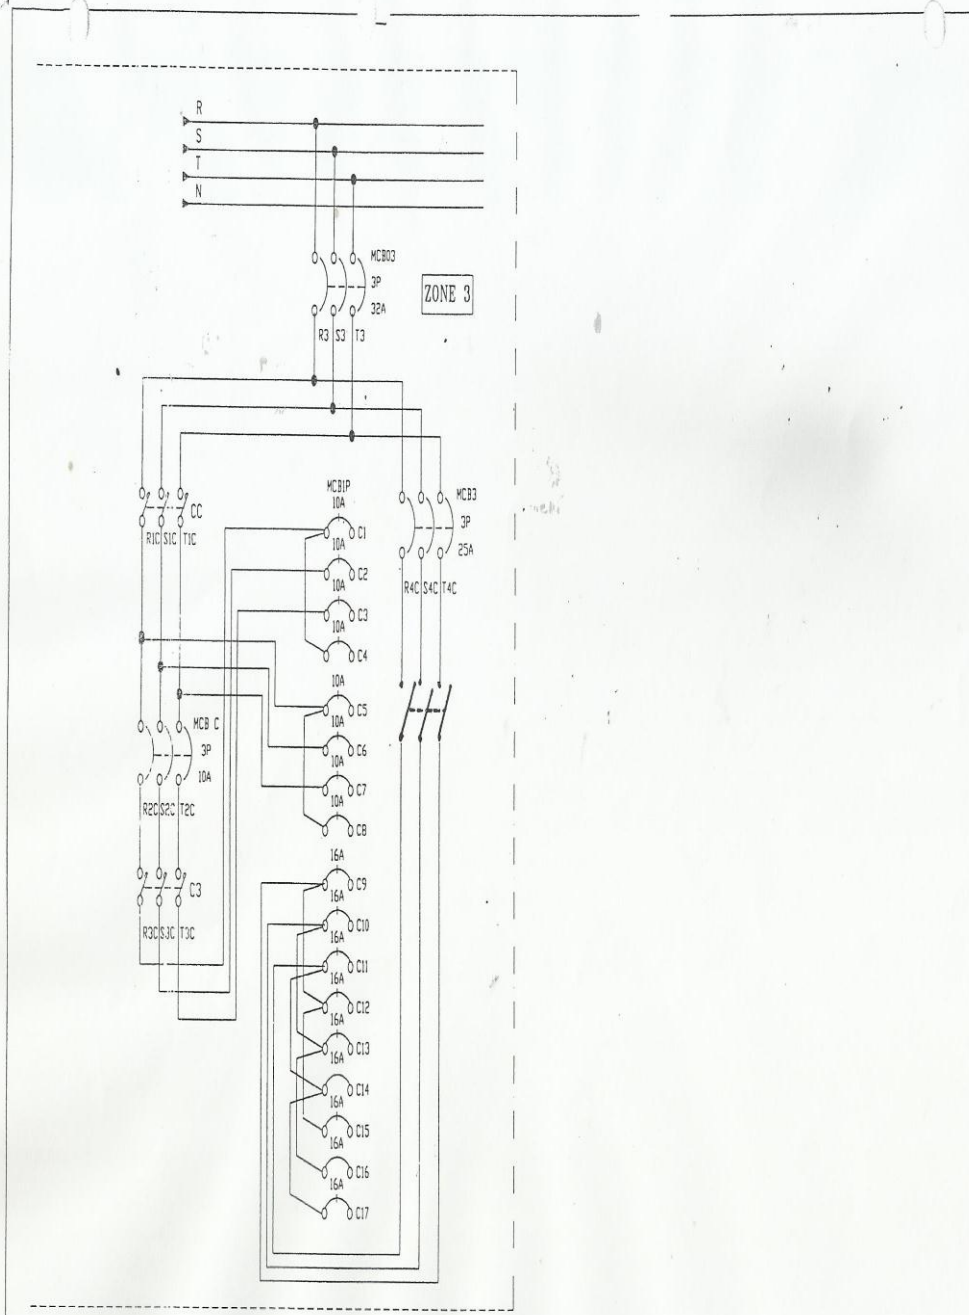 R
S
T
N
MCB03
3P
32A
ZONE 3
R3 S3 T3
MCB1P
10A
MCB3
3P
25A
CC
R1C S1C T1C
C1
10A
C2
10A
C3
10A
C4
R4C S4C T4C
10A
C5
10A
C6
10A
C7
10A
C8
MCB C
3P
10A
R2C S2C T2C
16A
C9
16A
C10
16A
C11
16A
C12
16A
C13
16A
C14
16A
C15
16A
C16
16A
C17
C3
R3C S3C T3C